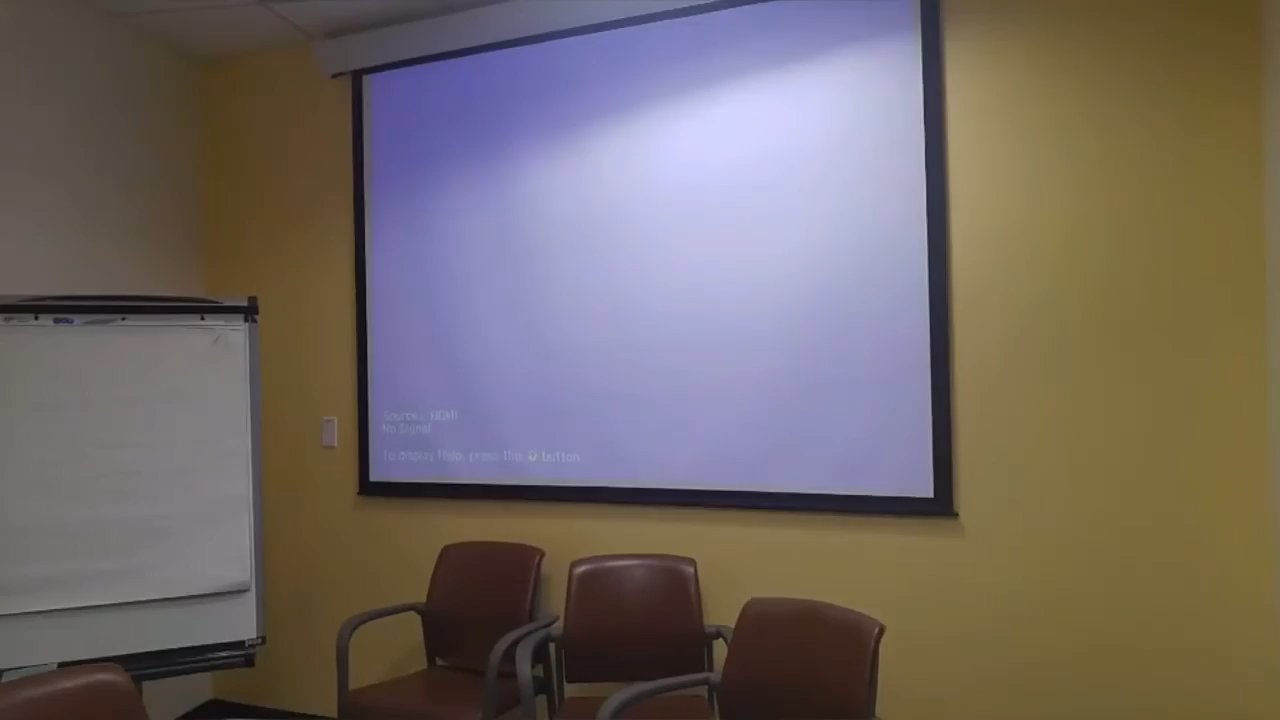 Source : HDMI
No Signal
To display Help, press the button